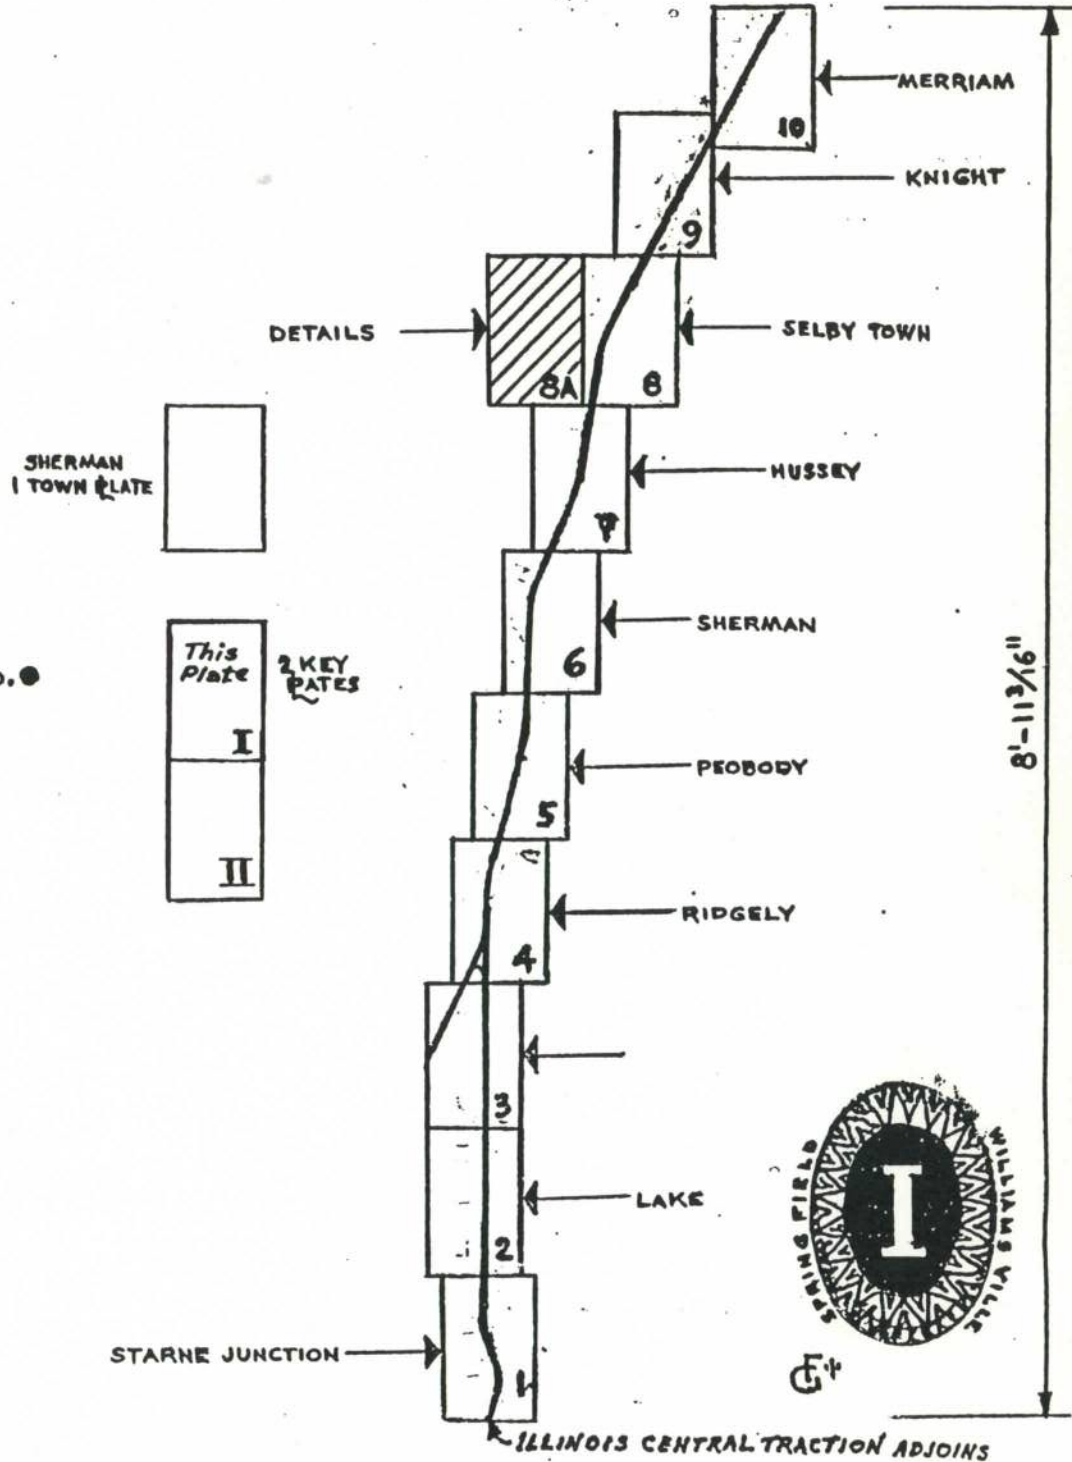 MERRIAM
10
KNIGHT
9
DETAILS
SELBY TOWN
8A
8
SHERMAN
1 TOWN PLATE
HUSSEY
7
This
Plate
I
2 KEY
PATES
II
SHERMAN
6
8'-11 3/16"
PEOBODY
5
RIDGELY
4
3
LAKE
2
SPRINGFIELD
I
WILLIAMSVILLE
STARNE JUNCTION
1
ILLINOIS CENTRAL TRACTION ADJOINS